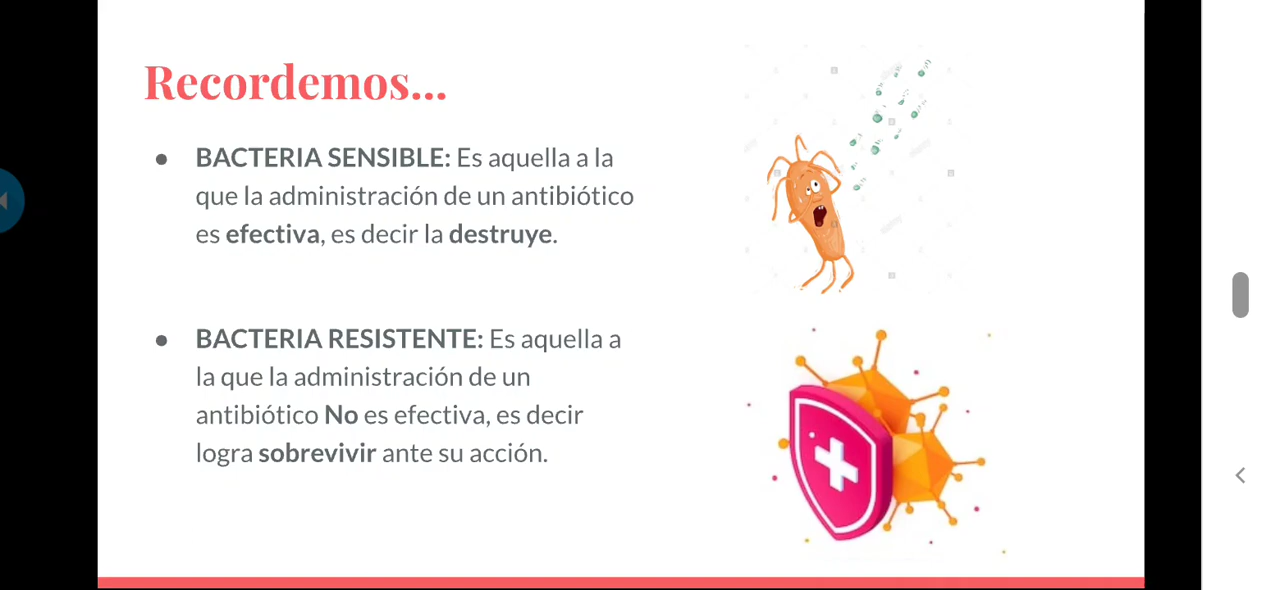 Recordemos...
● BACTERIA SENSIBLE: Es aquella a la
que la administración de un antibiótico
es efectiva, es decir la destruye.
● BACTERIA RESISTENTE: Es aquella a
la que la administración de un
antibiótico No es efectiva, es decir
logra sobrevivir ante su acción.